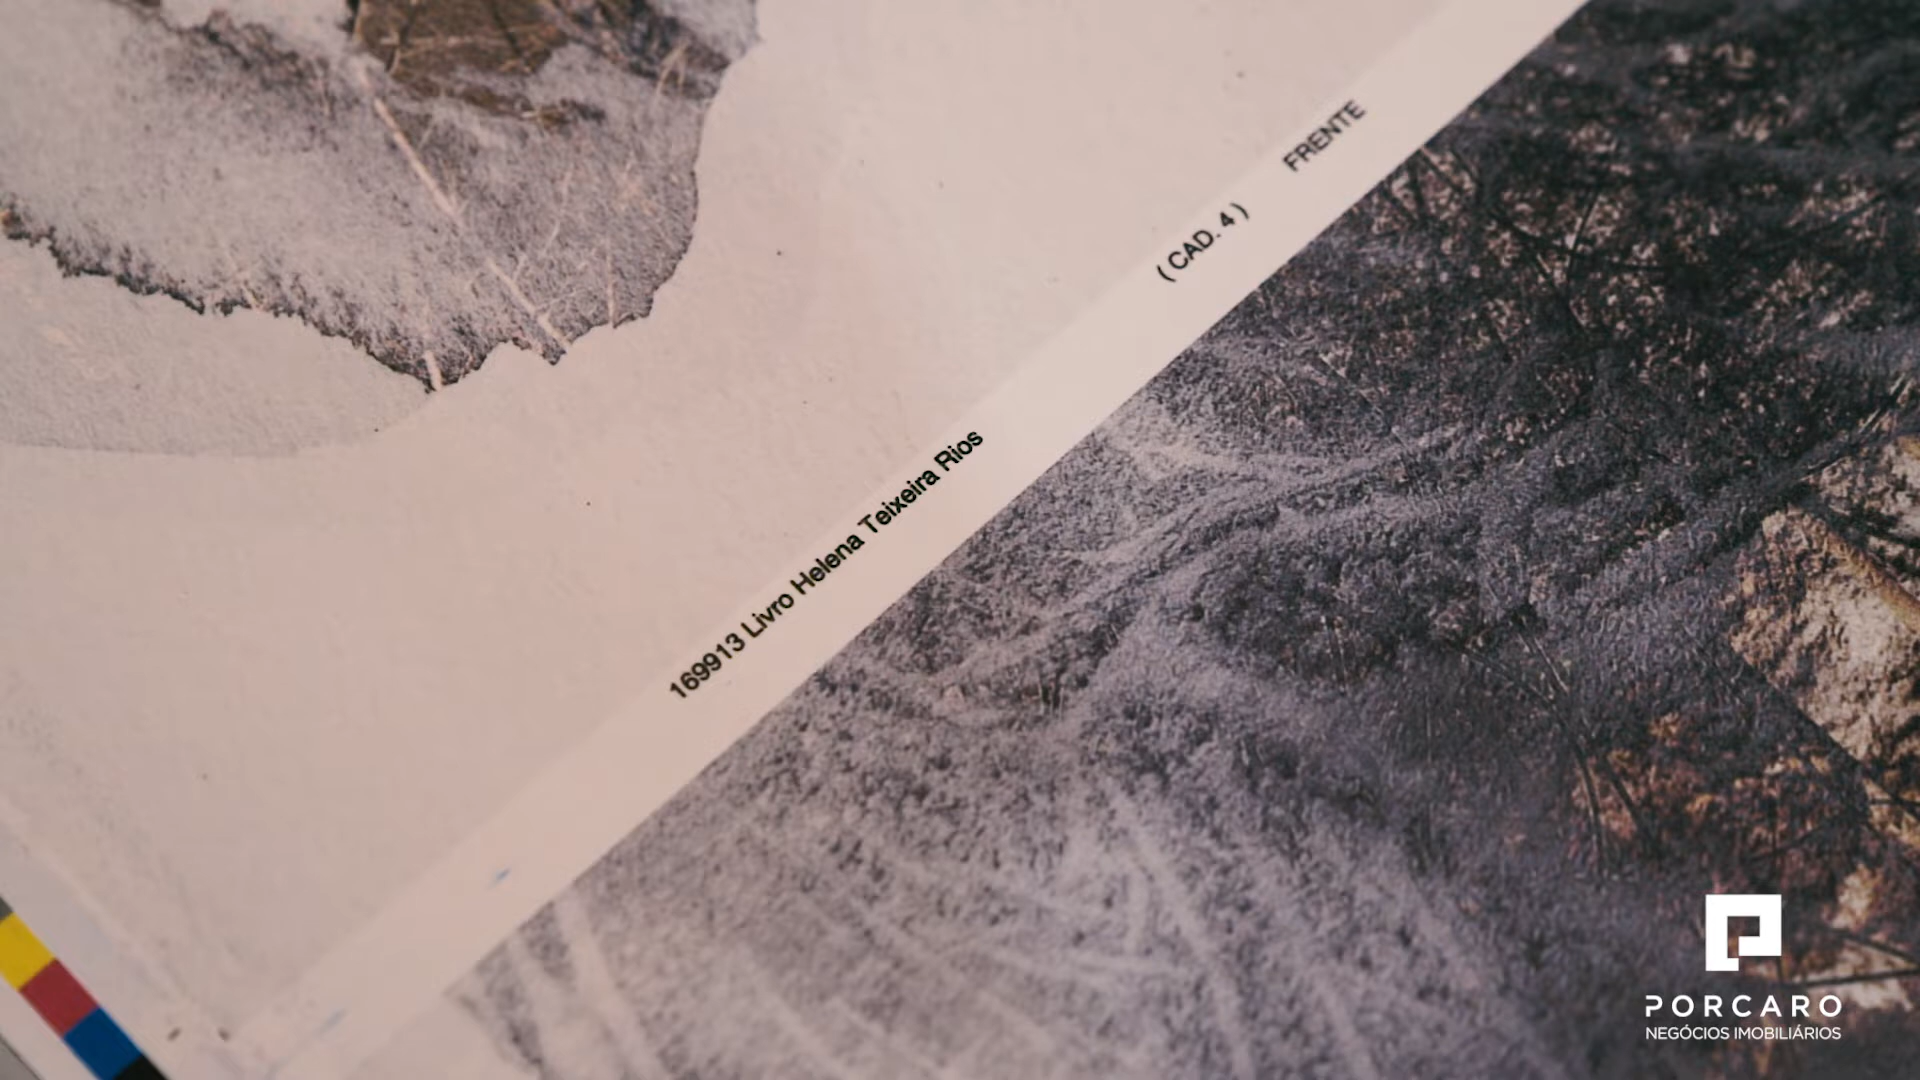 169913 Livro Helena Teixeira Rios ( CAD. 4 ) FRENTE
PORCARO
NEGÓCIOS IMOBILIÁRIOS